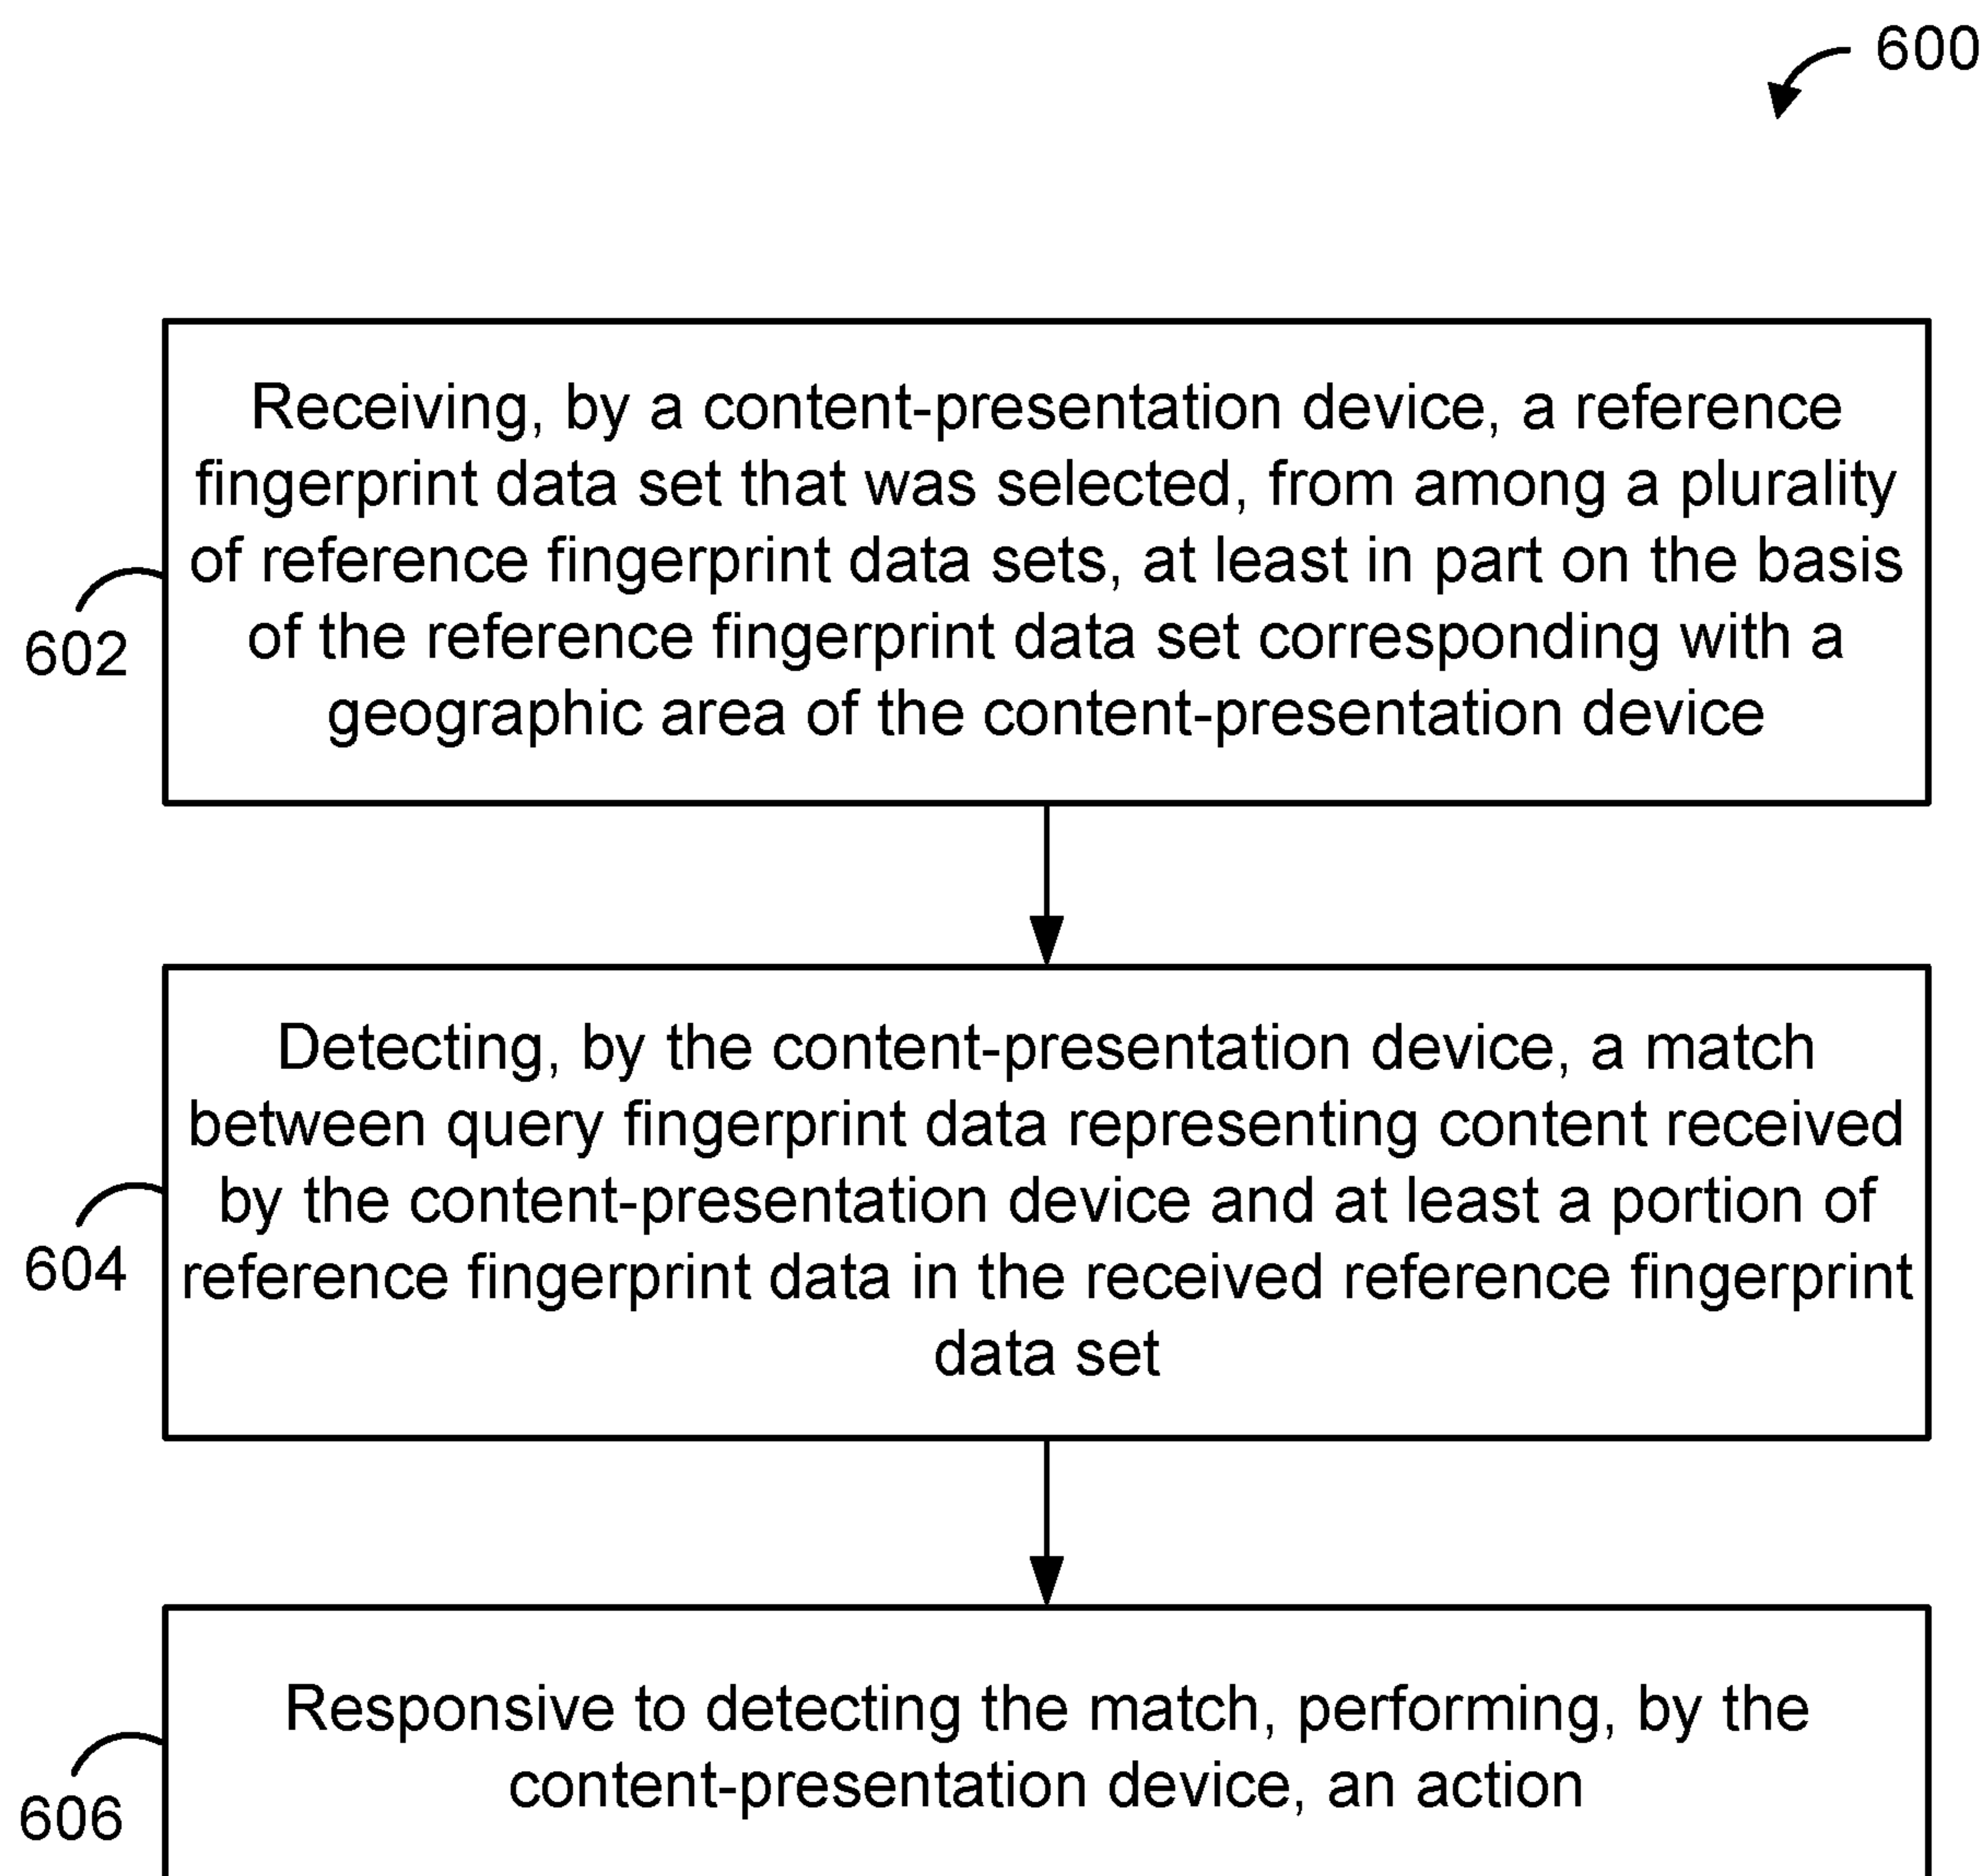 600
Receiving, by a content-presentation device, a reference
fingerprint data set that was selected, from among a plurality
of reference fingerprint data sets, at least in part on the basis
of the reference fingerprint data set corresponding with a
geographic area of the content-presentation device
602
Detecting, by the content-presentation device, a match
between query fingerprint data representing content received
by the content-presentation device and at least a portion of
reference fingerprint data in the received reference fingerprint
data set
604
Responsive to detecting the match, performing, by the
content-presentation device, an action
606